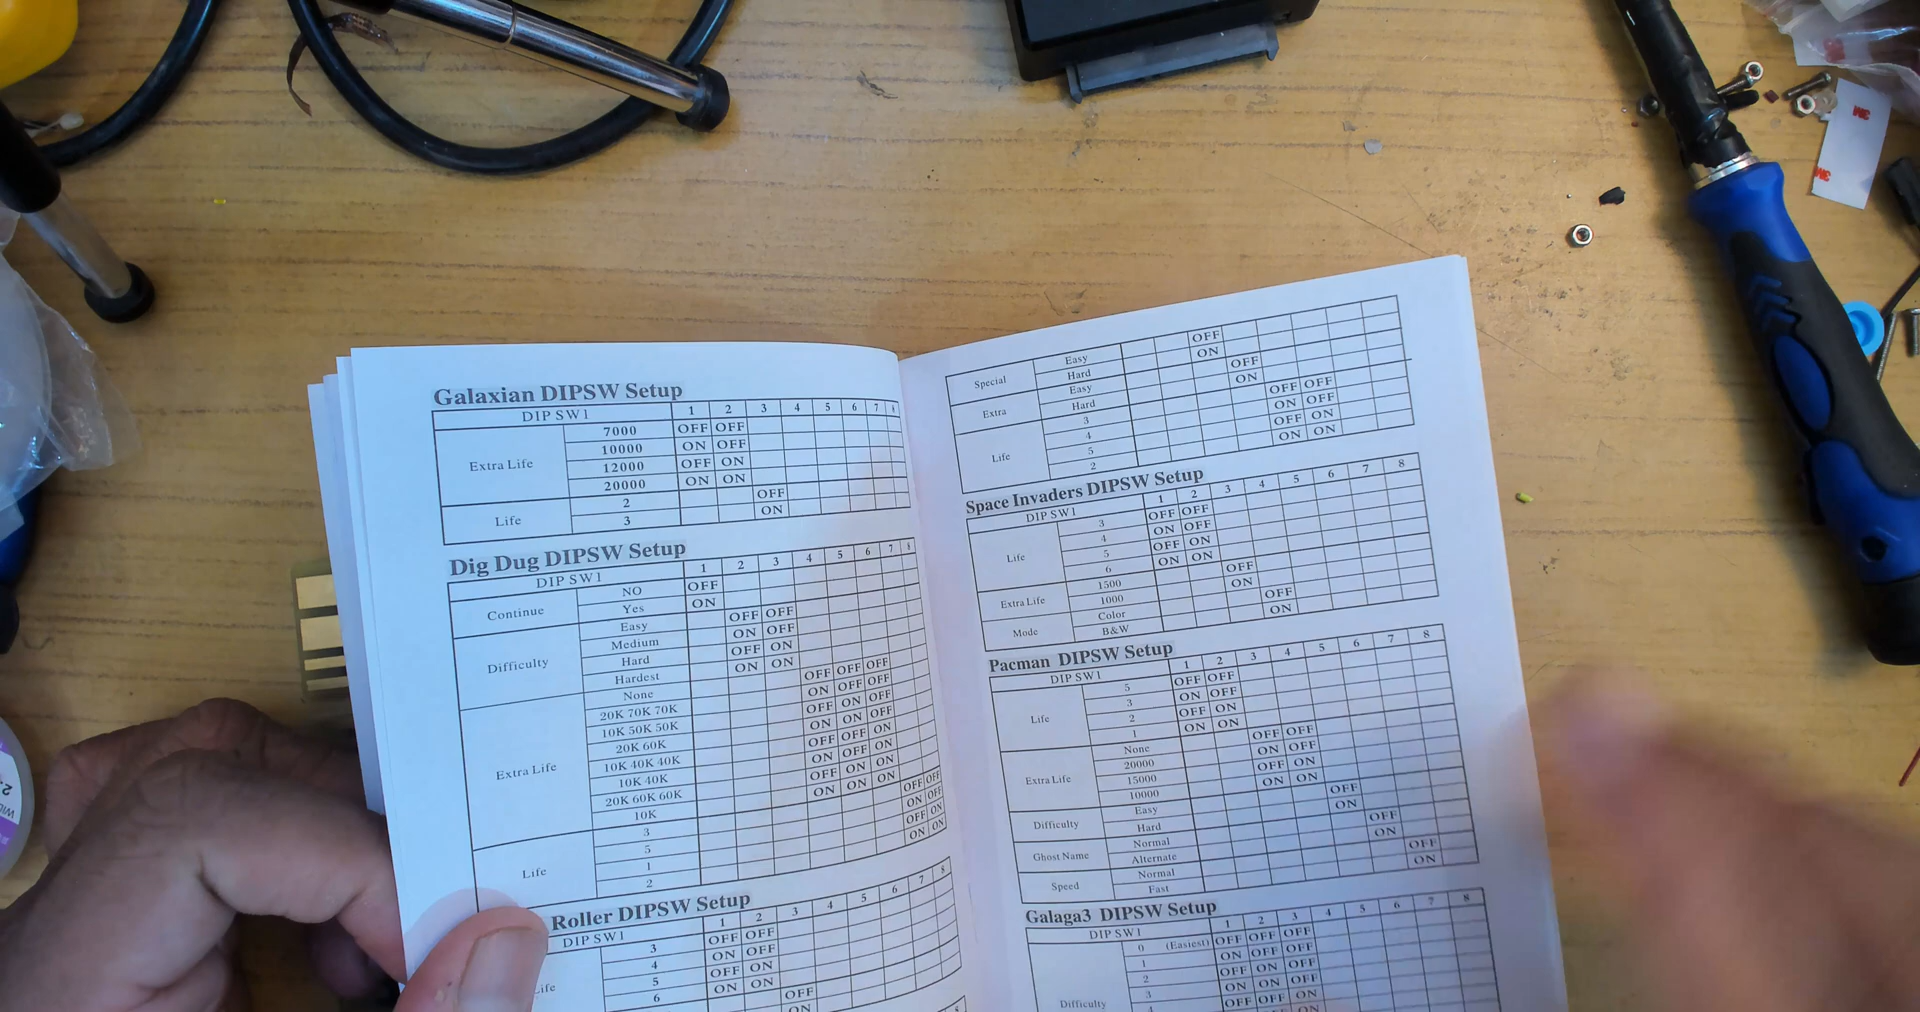 Galaxian DIPSW Setup
DIP SW1 1 2 3 4 5 6 7 8
Extra Life
7000 OFF OFF
10000 ON OFF
12000 OFF ON
20000 ON ON
Life
2 OFF
3 ON
Dig Dug DIPSW Setup
DIP SW1 1 2 3 4 5 6 7 8
Continue
NO OFF
Yes ON
Difficulty
Easy OFF OFF
Medium ON OFF
Hard OFF ON
Hardest ON ON
Extra Life
None OFF OFF OFF
20K 70K 70K ON OFF OFF
10K 50K 50K OFF ON OFF
20K 60K ON ON OFF
10K 40K 40K OFF OFF ON
10K 40K ON OFF ON
20K 60K 60K OFF ON ON
10K ON ON ON
Life
3 OFF OFF
5 ON OFF
1 OFF ON
2 ON ON
Roller DIPSW Setup
DIP SW1 1 2 3 4 5 6 7 8
ife
3 OFF OFF
4 ON OFF
5 OFF ON
6 ON ON
OFF
ON
Special
Easy OFF
Hard ON
Extra
Easy OFF
Hard ON
Life
3 OFF OFF
4 ON OFF
5 OFF ON
2 ON ON
Space Invaders DIPSW Setup
DIP SW1 1 2 3 4 5 6 7 8
Life
3 OFF OFF
4 ON OFF
5 OFF ON
6 ON ON
Extra Life
1500 OFF
1000 ON
Mode
Color OFF
B&W ON
Pacman DIPSW Setup
DIP SW1 1 2 3 4 5 6 7 8
Life
5 OFF OFF
3 ON OFF
2 OFF ON
1 ON ON
Extra Life
None OFF OFF
20000 ON OFF
15000 OFF ON
10000 ON ON
Difficulty
Easy OFF
Hard ON
Ghost Name
Normal OFF
Alternate ON
Speed
Normal OFF
Fast ON
Galaga3 DIPSW Setup
DIP SW1 1 2 3 4 5 6 7 8
Difficulty
0 (Easiest) OFF OFF OFF
1 ON OFF OFF
2 OFF ON OFF
3 ON ON OFF
4 OFF OFF ON
3M
3M